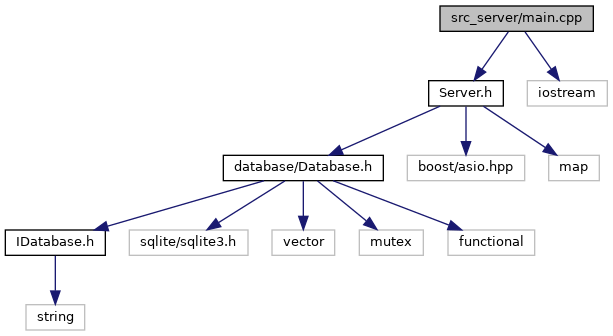 src_server/main.cpp
Server.h
iostream
database/Database.h
boost/asio.hpp
map
IDatabase.h
sqlite/sqlite3.h
vector
mutex
functional
string